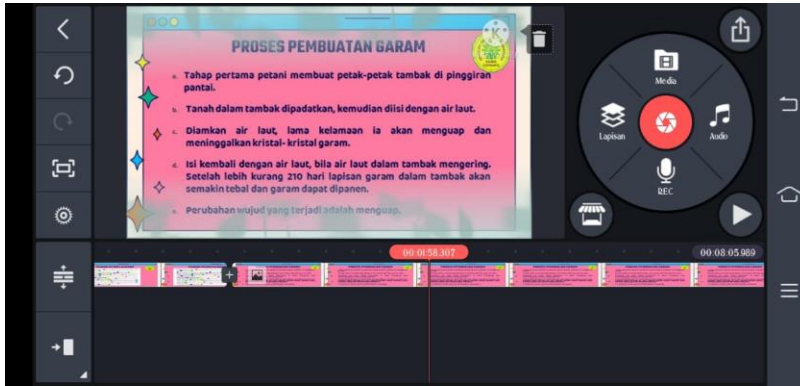 PROSES PEMBUATAN GARAM
a. Tahap pertama petani membuat petak-petak tambak di pinggiran
pantai.
b. Tanah dalam tambak dipadatkan, kemudian diisi dengan air laut.
c. Diamkan air laut, lama kelamaan ia akan menguap dan
meninggalkan kristal- kristal garam.
d. Isi kembali dengan air laut, bila air laut dalam tambak mengering.
Setelah lebih kurang 210 hari lapisan garam dalam tambak akan
semakin tebal dan garam dapat dipanen.
e. Perubahan wujud yang terjadi adalah menguap.
K
Media
Lapisan
Audio
REC
00:01:58.307
00:08:05.989